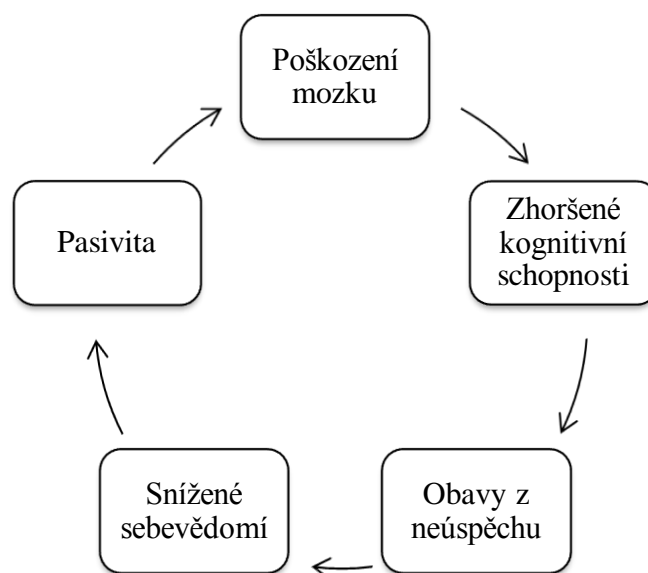 Poškození
mozku
Zhoršené
kognitivní
schopnosti
Obavy z
neúspěchu
Snížené
sebevědomí
Pasivita